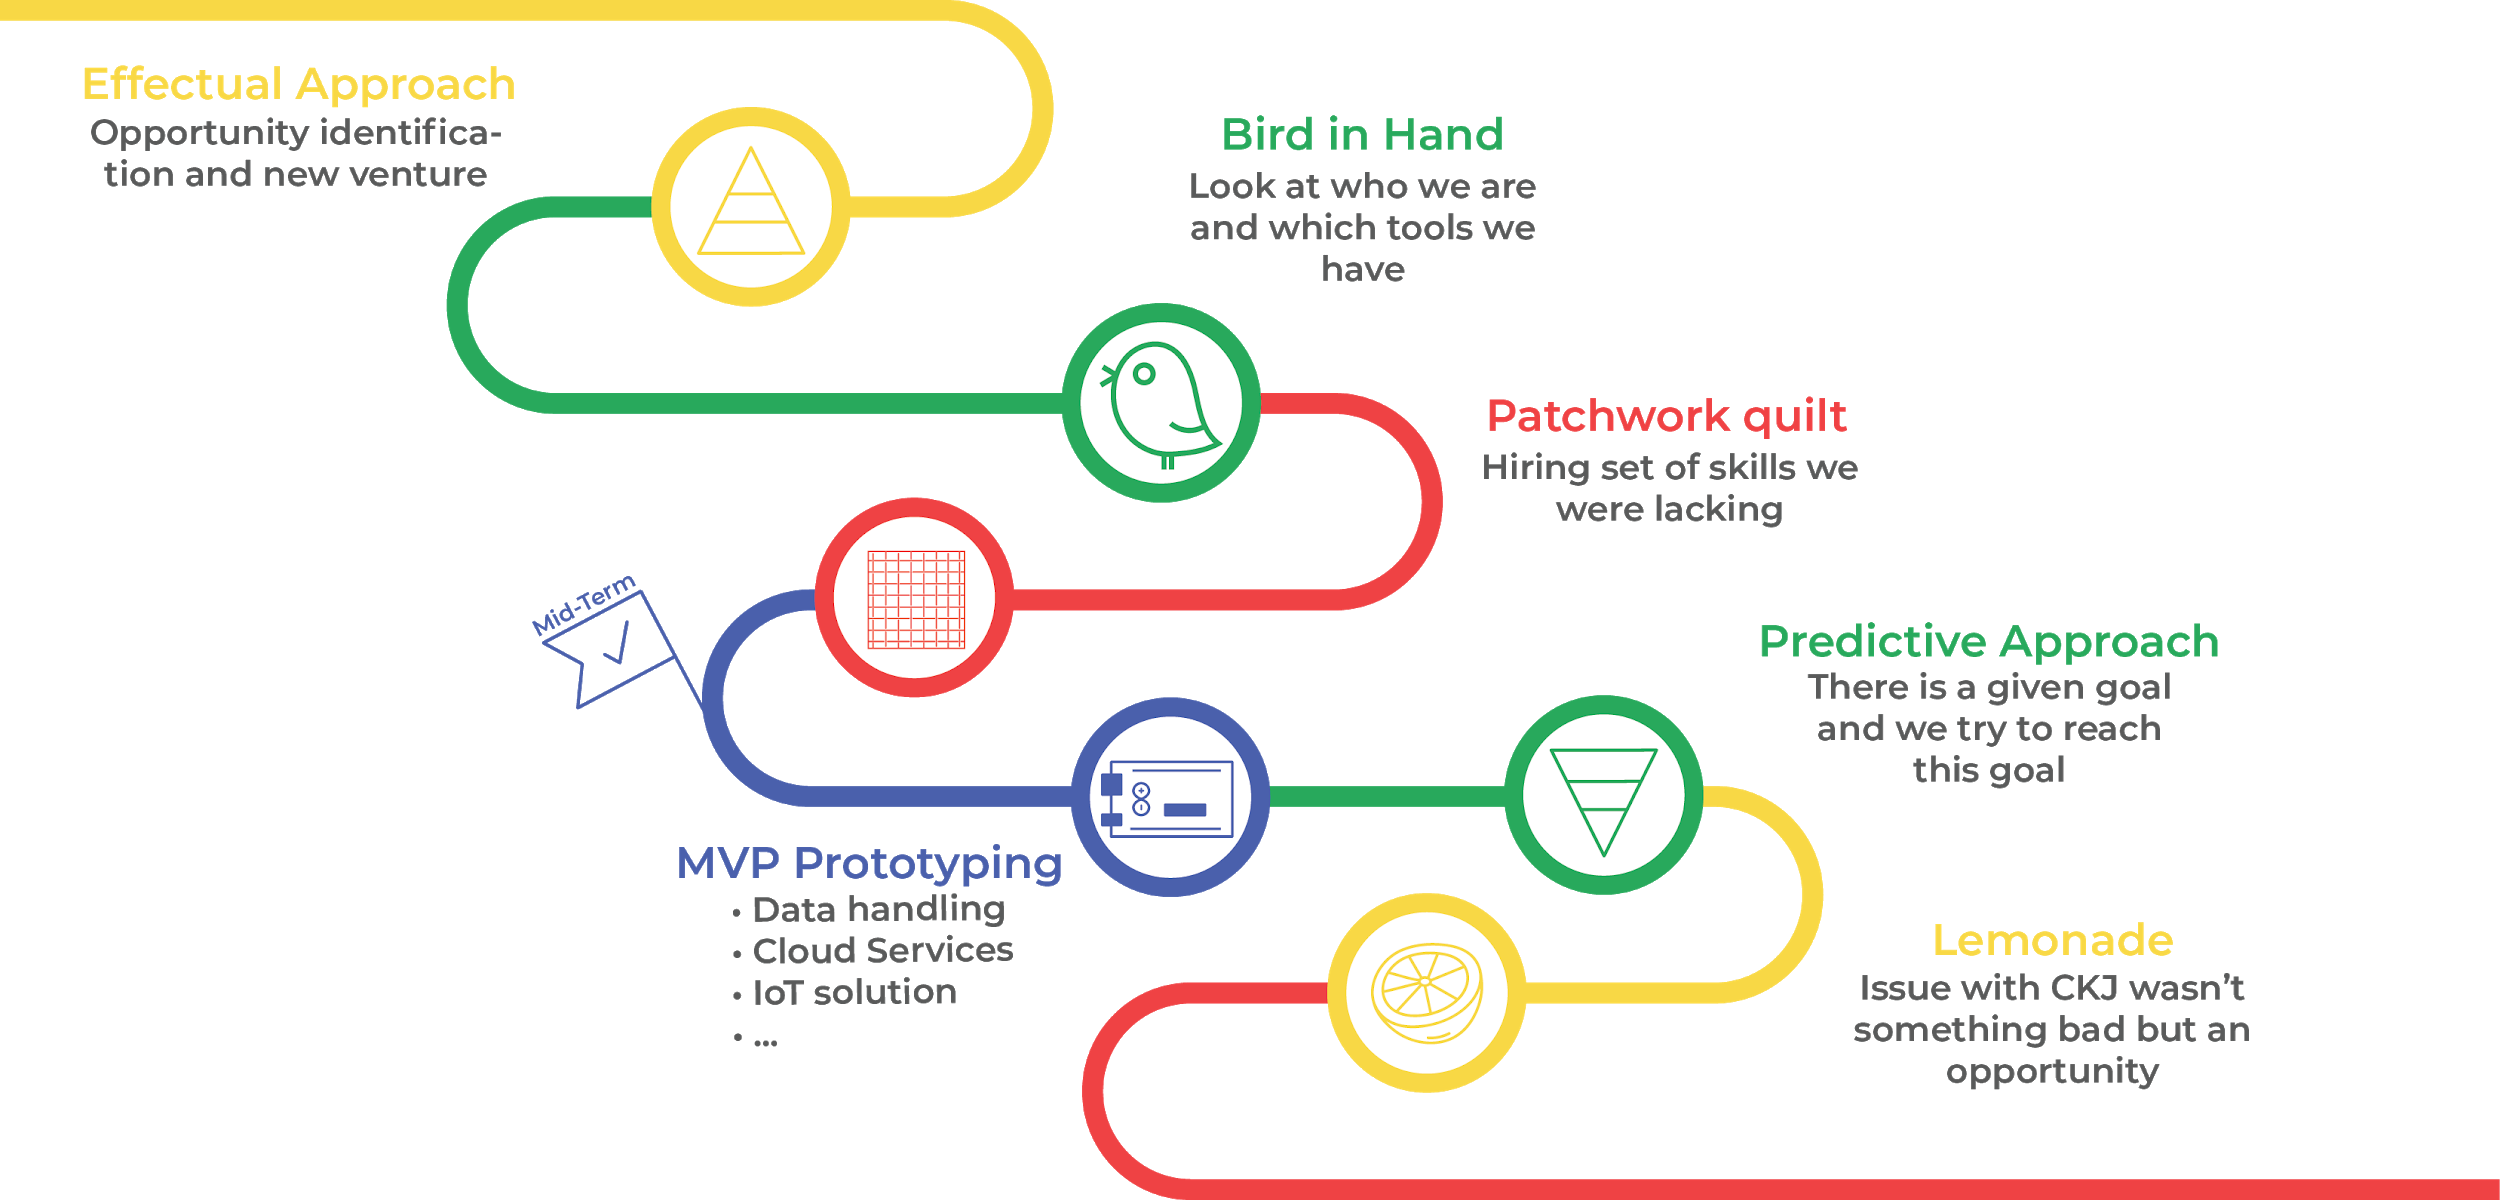 Effectual Approach
Opportunity identifica-
tion and new venture
Bird in Hand
Look at who we are
and which tools we
have
Patchwork quilt
Hiring set of skills we
were lacking
Mid-Term
Predictive Approach
There is a given goal
and we try to reach
this goal
MVP Prototyping
• Data handling
• Cloud Services
• IoT solution
• ...
Lemonade
Issue with CKJ wasn't
something bad but an
opportunity